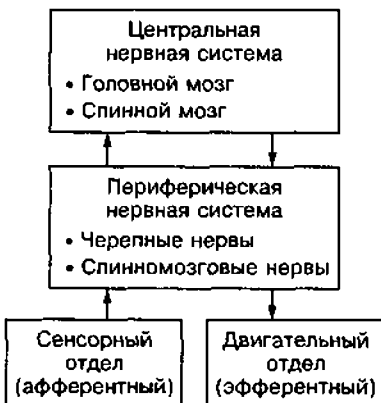 Центральная
нервная система
• Головной мозг
• Спинной мозг
Периферическая
нервная система
• Черепные нервы
• Спинномозговые нервы
Сенсорный
отдел
(афферентный)
Двигательный
отдел
(эфферентный)